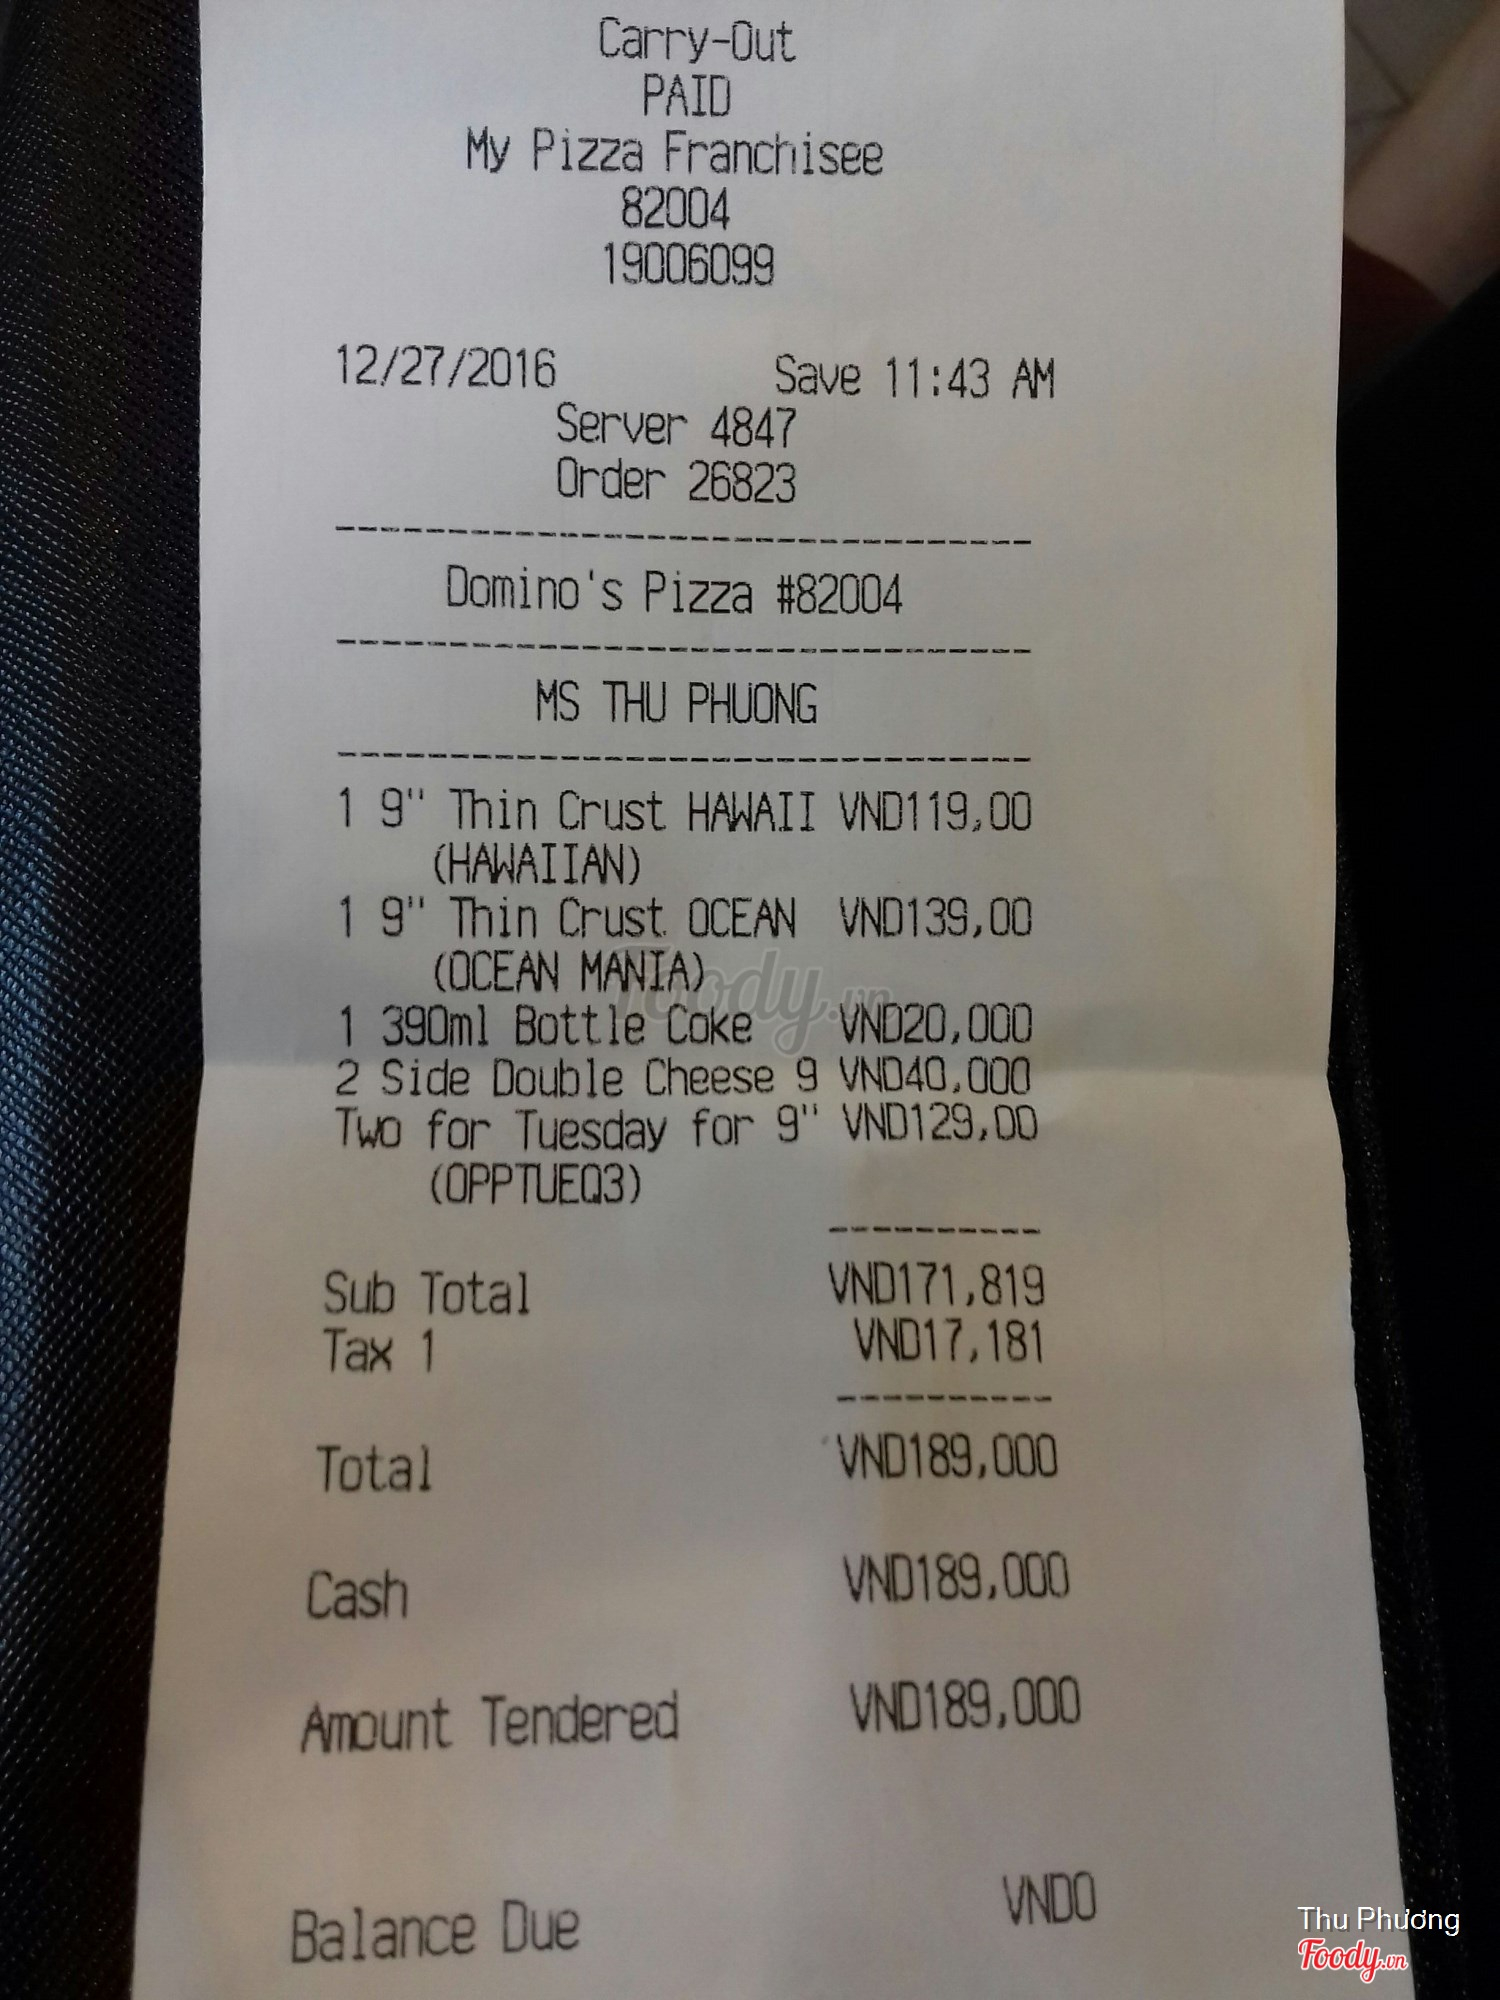 Carry-Out
PAID
My Pizza Franchisee
82004
19006099
12/27/2016 Save 11:43 AM
Server 4847
Order 26823
--------------------------------
Domino's Pizza #82004
--------------------------------
MS THU PHUONG
--------------------------------
1 9" Thin Crust HAWAII VND119,00
(HAWAIIAN)
1 9" Thin Crust OCEAN VND139,00
(OCEAN MANIA)
Foody.vn
1 390ml Bottle Coke VND20,000
2 Side Double Cheese 9 VND40,000
Two for Tuesday for 9" VND129,00
(OPPTUEQ3)
----------
Sub Total VND171,819
Tax 1 VND17,181
----------
Total VND189,000
Cash VND189,000
Amount Tendered VND189,000
Balance Due VND0
Thu Phương
Foody.vn